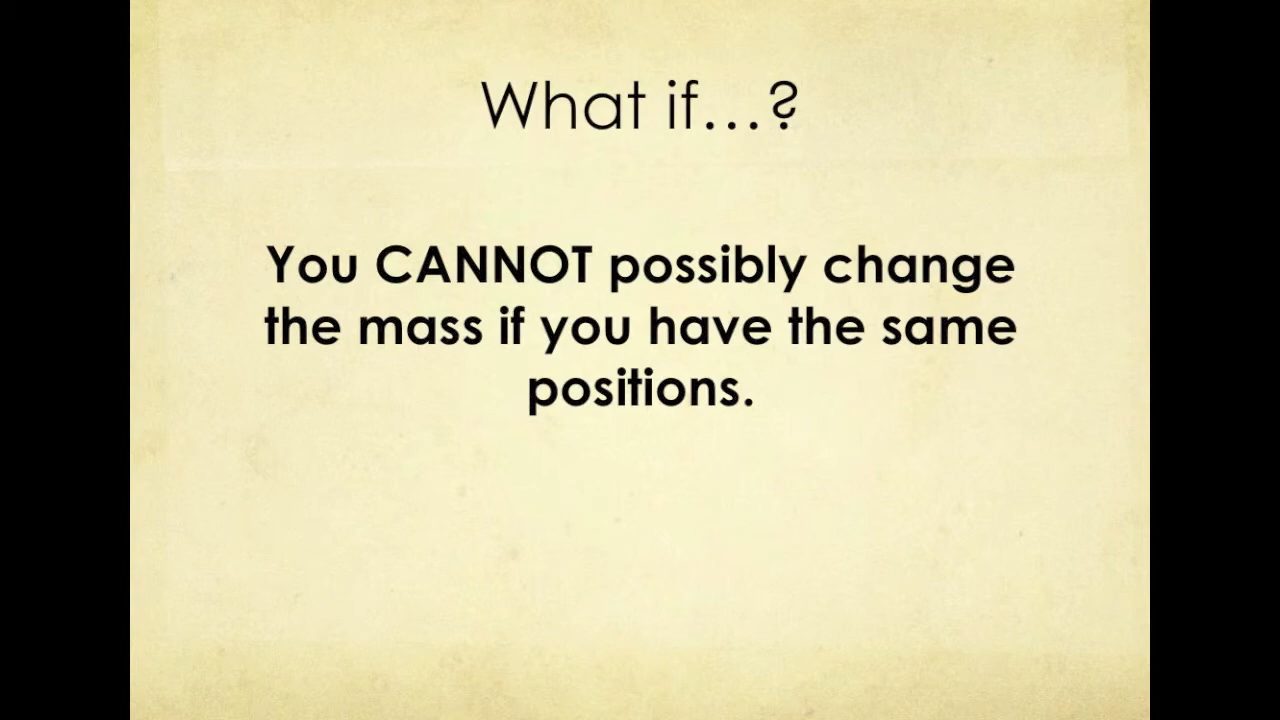 What if…?
You CANNOT possibly change
the mass if you have the same
positions.